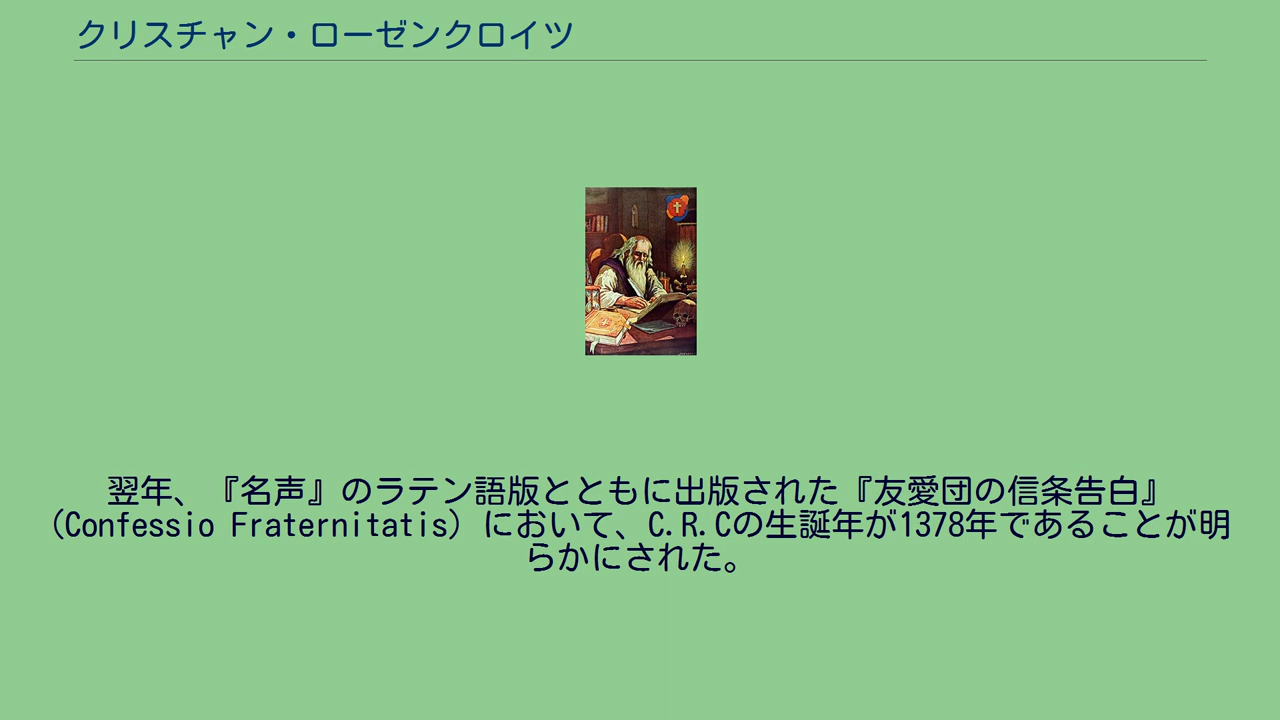 クリスチャン・ローゼンクロイツ
翌年、『名声』のラテン語版とともに出版された『友愛団の信条告白』
(Confessio Fraternitatis) において、C.R.Cの生誕年が1378年であることが明
らかにされた。